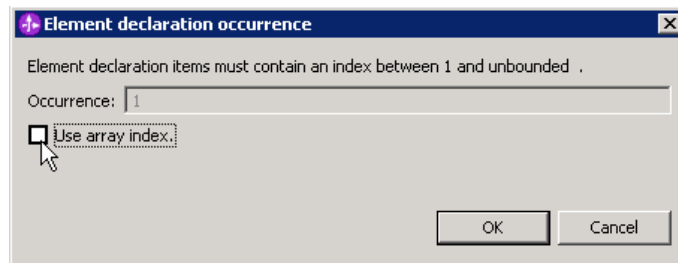 Element declaration occurrence
Element declaration items must contain an index between 1 and unbounded .
Occurrence: 1
Use array index.
OK Cancel